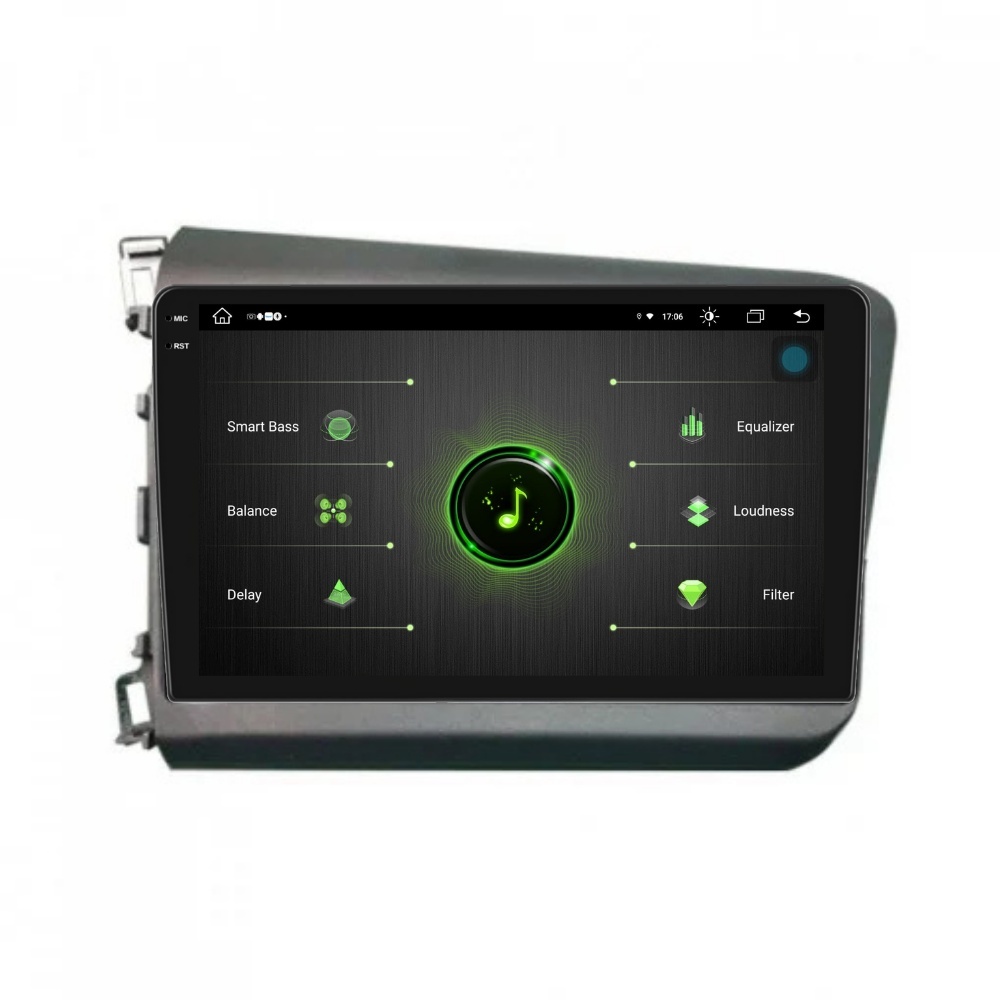 MIC
17:06
RST
Smart Bass
Equalizer
Balance
Loudness
Delay
Filter